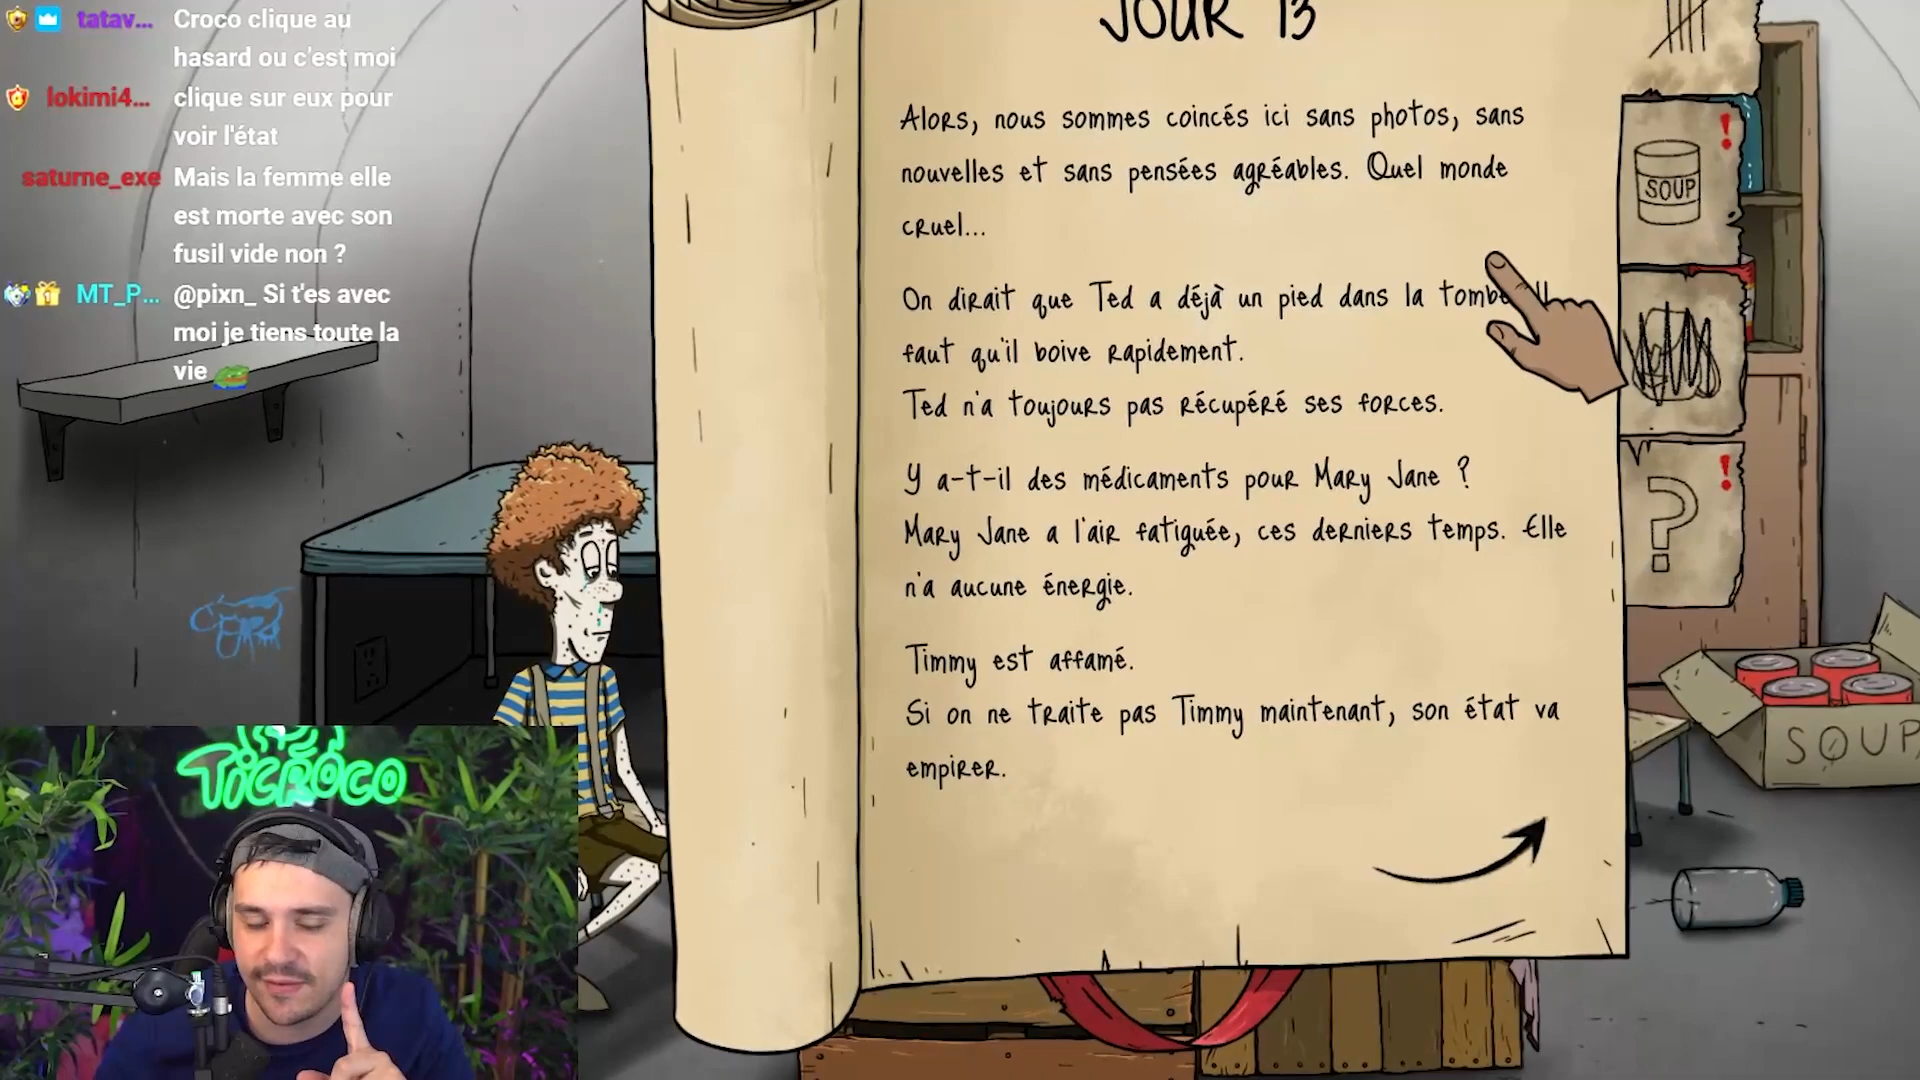 tatav... Croco clique au
hasard ou c'est moi
lokimi4... clique sur eux pour
voir l'état
saturne_exe Mais la femme elle
est morte avec son
fusil vide non ?
MT_P... @pixn_ Si t'es avec
moi je tiens toute la
vie
JOUR 13
Alors, nous sommes coincés ici sans photos, sans
nouvelles et sans pensées agréables. Quel monde
cruel...
On dirait que Ted a déjà un pied dans la
faut qu'il boive rapidement.
Ted n'a toujours pas récupéré ses forces.
Y a-t-il des médicaments pour Mary Jane ?
Mary Jane a l'air fatiguée, ces derniers temps. Elle
n'a aucune énergie.
Timmy est affamé.
Si on ne traite pas Timmy maintenant, son état va
empirer.
!
SOUP
!
?
SOUP
TICROCO